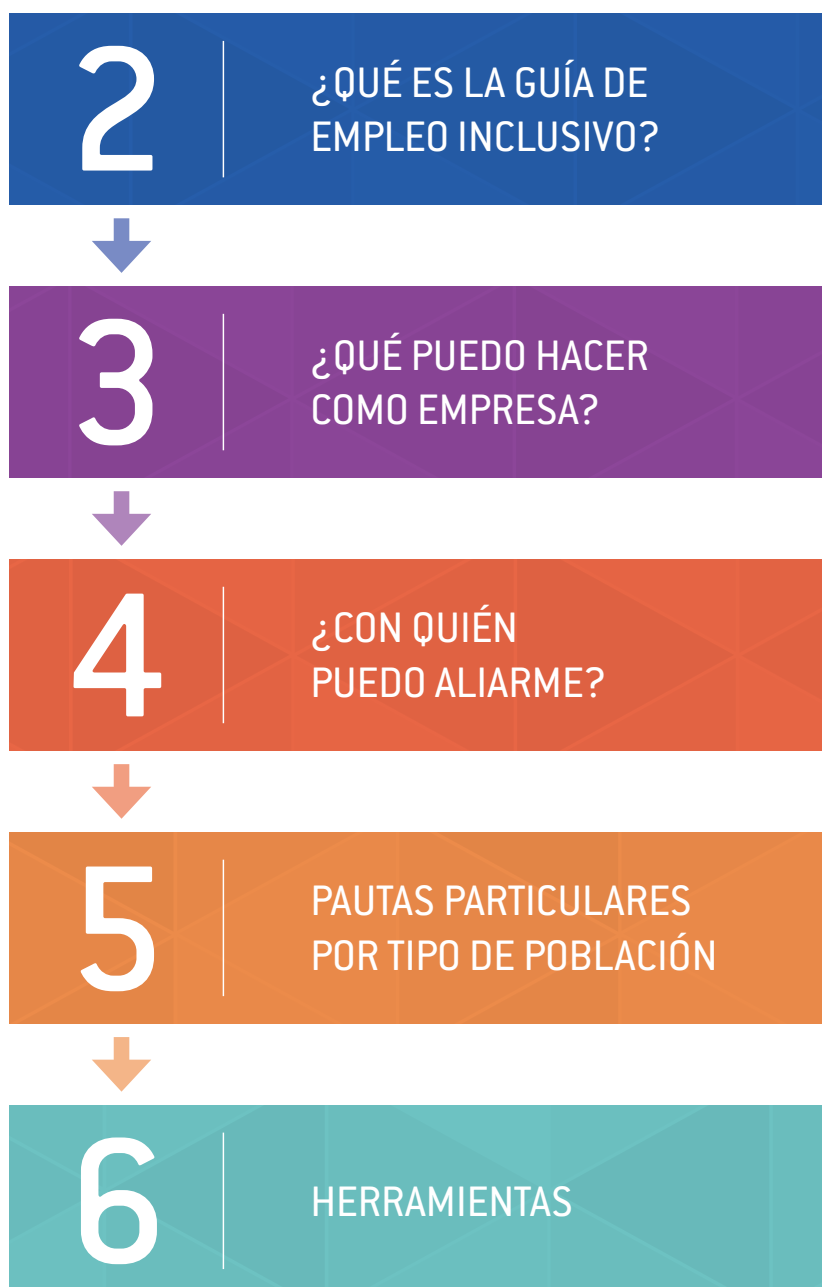 2
¿QUÉ ES LA GUÍA DE
EMPLEO INCLUSIVO?
3
¿QUÉ PUEDO HACER
COMO EMPRESA?
4
¿CON QUIÉN
PUEDO ALIARME?
5
PAUTAS PARTICULARES
POR TIPO DE POBLACIÓN
6
HERRAMIENTAS